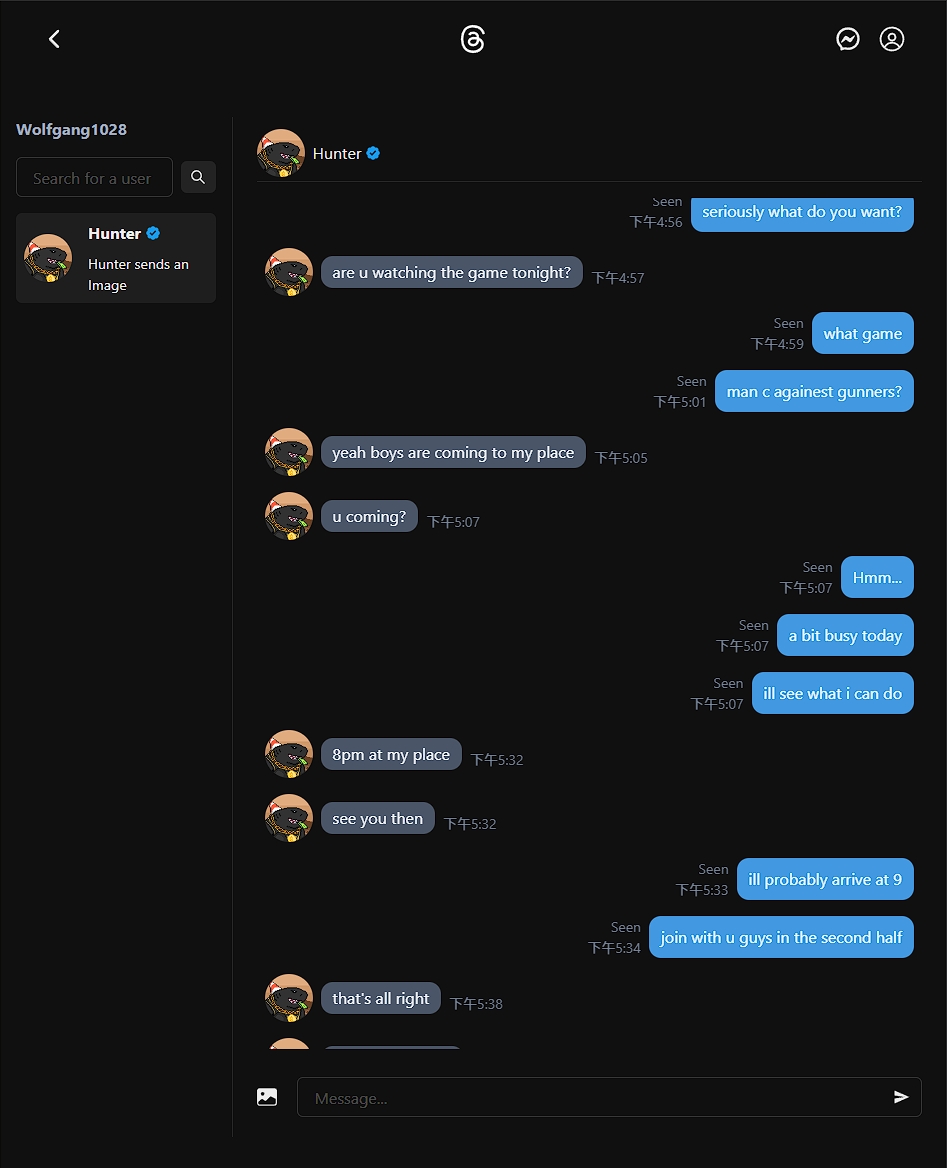 Wolfgang1028
Search for a user
Hunter
Hunter sends an
Image
Hunter
Seen
下午4:56
seriously what do you want?
are u watching the game tonight?
下午4:57
Seen
下午4:59
what game
Seen
下午5:01
man c againest gunners?
yeah boys are coming to my place
下午5:05
u coming?
下午5:07
Seen
下午5:07
Hmm...
Seen
下午5:07
a bit busy today
Seen
下午5:07
ill see what i can do
8pm at my place
下午5:32
see you then
下午5:32
Seen
下午5:33
ill probably arrive at 9
Seen
下午5:34
join with u guys in the second half
that's all right
下午5:38
Message...